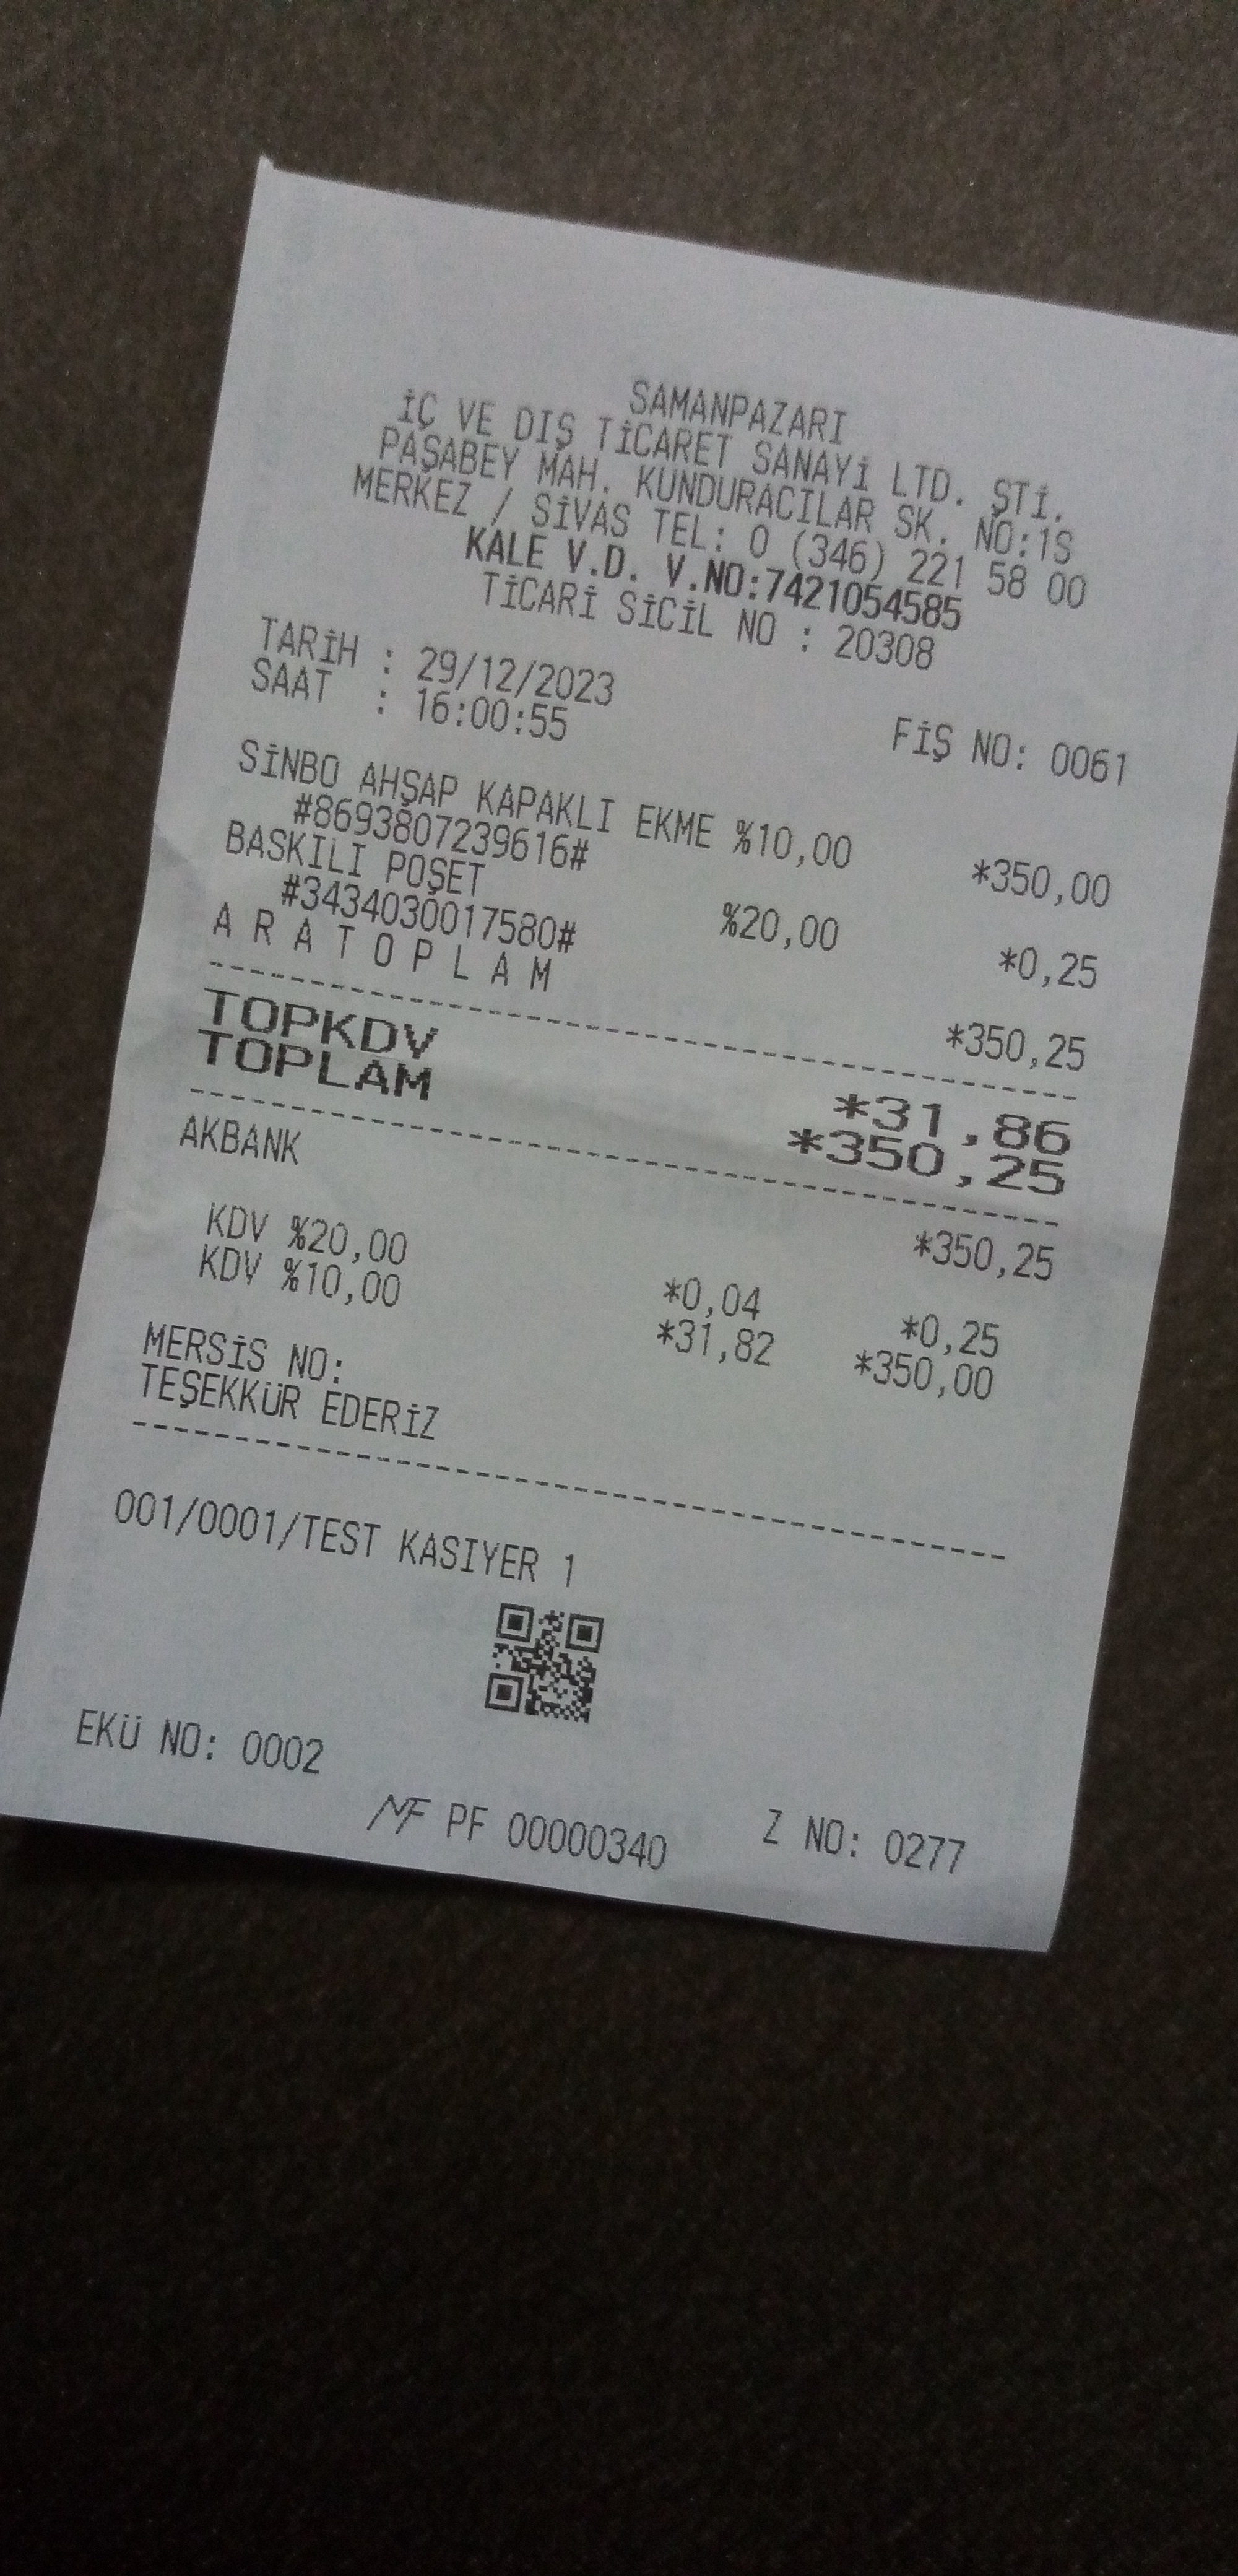 SAMANPAZARI
İÇ VE DIŞ TİCARET SANAYİ LTD. ŞTİ.
PAŞABEY MAH. KUNDURACILAR SK. NO:1S
MERKEZ / SİVAS TEL: 0 (346) 221 58 00
KALE V.D. V.NO:7421054585
TİCARİ SİCİL NO : 20308
TARİH : 29/12/2023
SAAT : 16:00:55 FİŞ NO: 0061
SİNBO AHŞAP KAPAKLI EKME %10,00 *350,00
#8693807239616#
BASKILI POŞET %20,00 *0,25
#3434030017580#
A R A T O P L A M *350,25
TOPKDV *31,86
TOPLAM *350,25
AKBANK *350,25
KDV %20,00 *0,04 *0,25
KDV %10,00 *31,82 *350,00
MERSİS NO:
TEŞEKKÜR EDERİZ
001/0001/TEST KASIYER 1
EKÜ NO: 0002 Z NO: 0277
MF PF 00000340